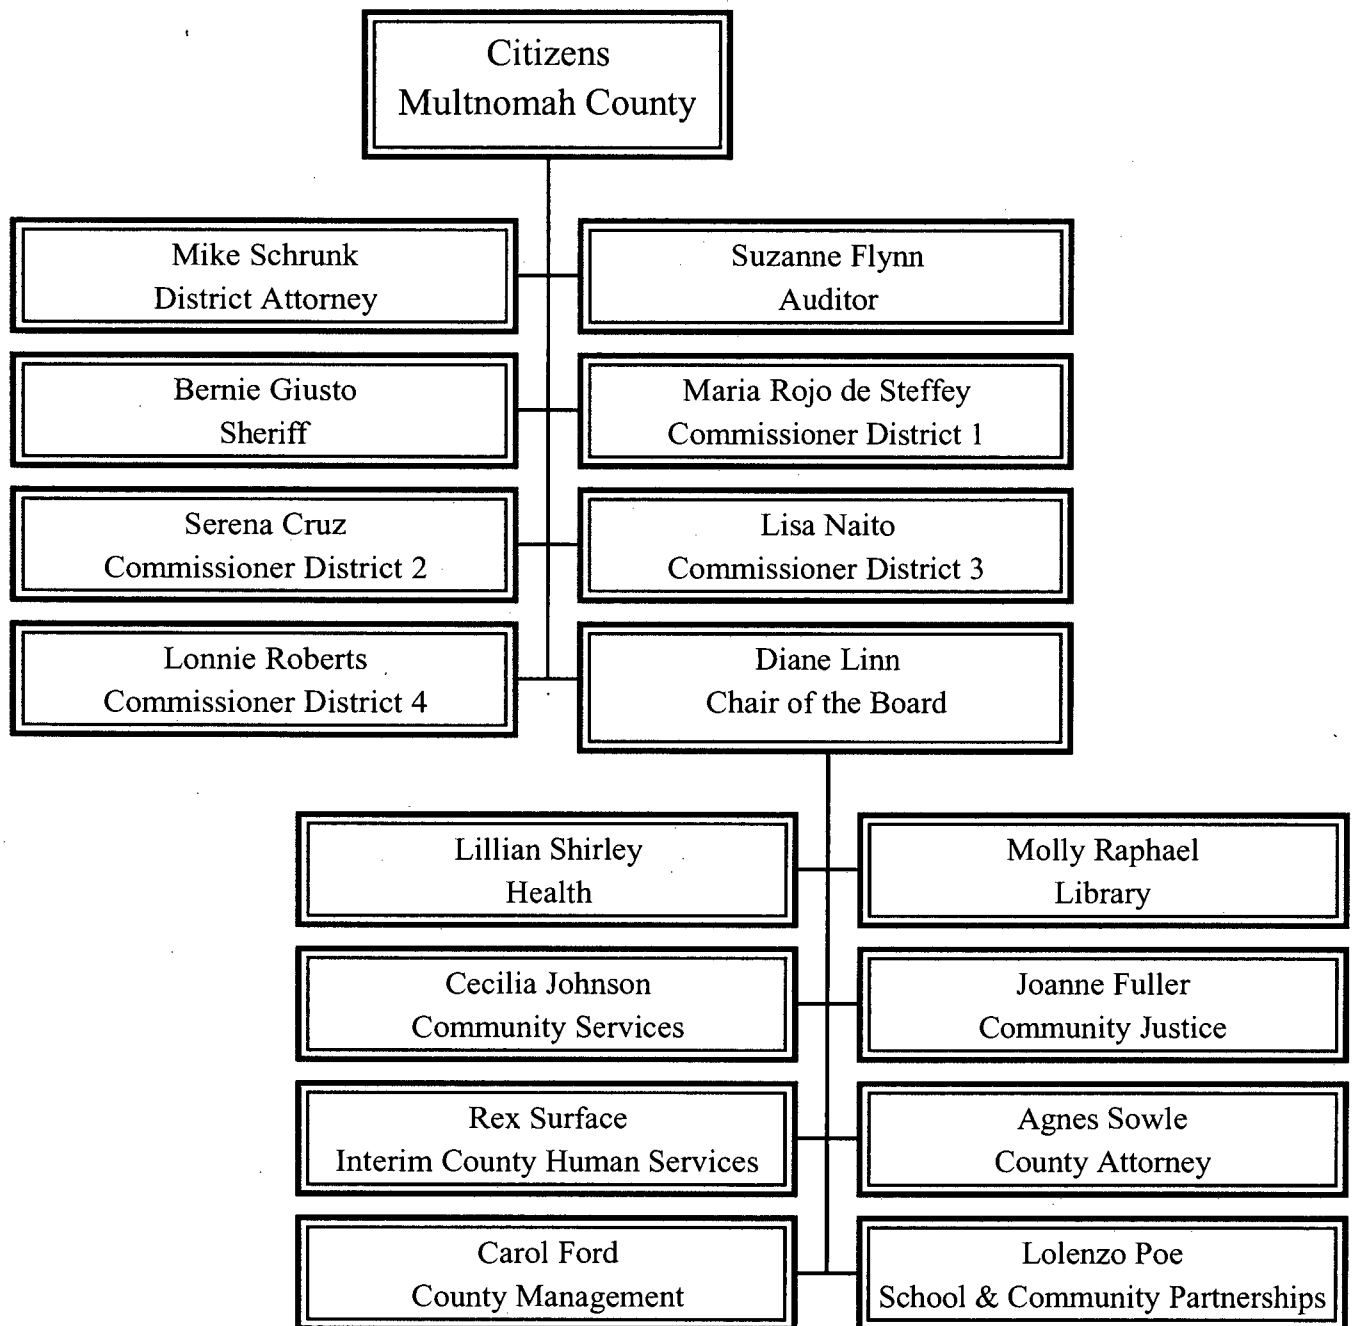 Citizens
Multnomah County
Mike Schrunk
District Attorney
Suzanne Flynn
Auditor
Bernie Giusto
Sheriff
Maria Rojo de Steffey
Commissioner District 1
Serena Cruz
Commissioner District 2
Lisa Naito
Commissioner District 3
Lonnie Roberts
Commissioner District 4
Diane Linn
Chair of the Board
Lillian Shirley
Health
Molly Raphael
Library
Cecilia Johnson
Community Services
Joanne Fuller
Community Justice
Rex Surface
Interim County Human Services
Agnes Sowle
County Attorney
Carol Ford
County Management
Lolenzo Poe
School & Community Partnerships